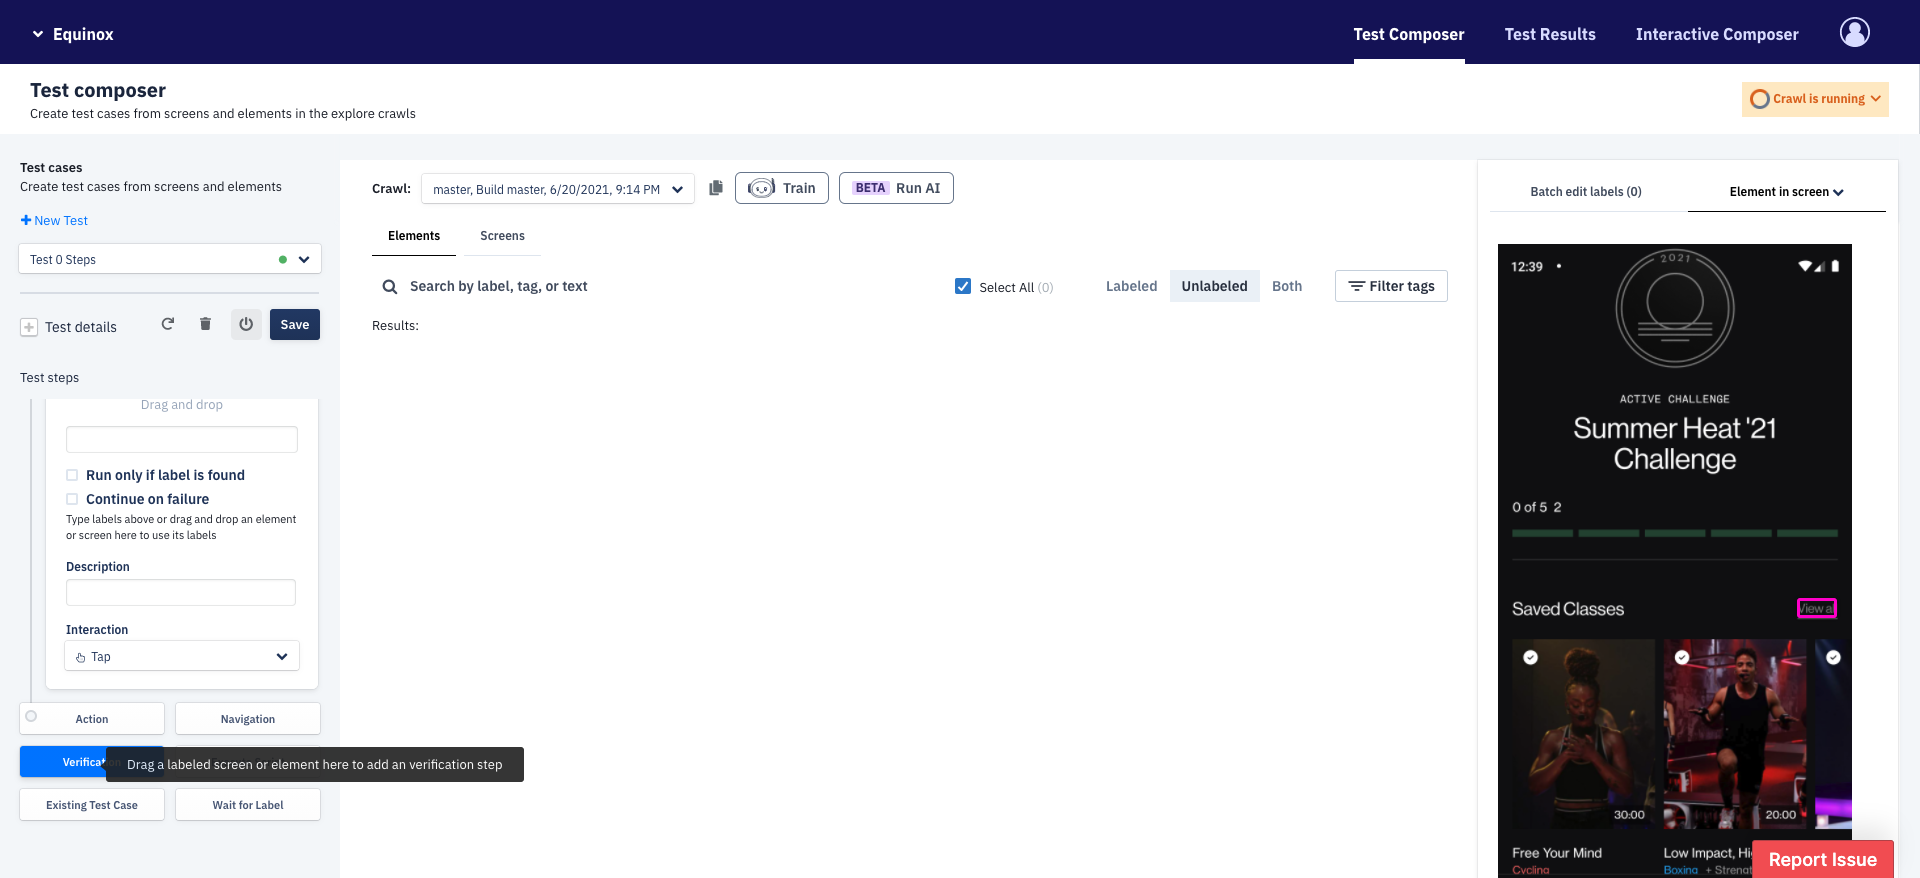 Equinox
Test Composer
Test Results
Interactive Composer
Test composer
Create test cases from screens and elements in the explore crawls
Crawl is running
Test cases
Create test cases from screens and elements
New Test
Test 0 Steps
Test details
Save
Test steps
Drag and drop
Run only if label is found
Continue on failure
Type labels above or drag and drop an element
or screen here to use its labels
Description
Interaction
Tap
Action
Navigation
Drag a labeled screen or element here to add an verification step
Existing Test Case
Wait for Label
Crawl:
master, Build master, 6/20/2021, 9:14 PM
Train
BETA Run AI
Elements
Screens
Search by label, tag, or text
Select All (0)
Labeled
Unlabeled
Both
Filter tags
Results:
Batch edit labels (0)
Element in screen
12:39
2021
ACTIVE CHALLENGE
Summer Heat '21
Challenge
0 of 5 2
Saved Classes
View
30:00
20:00
Free Your Mind
Cycling
Low Impact,
Boxing +
Report Issue